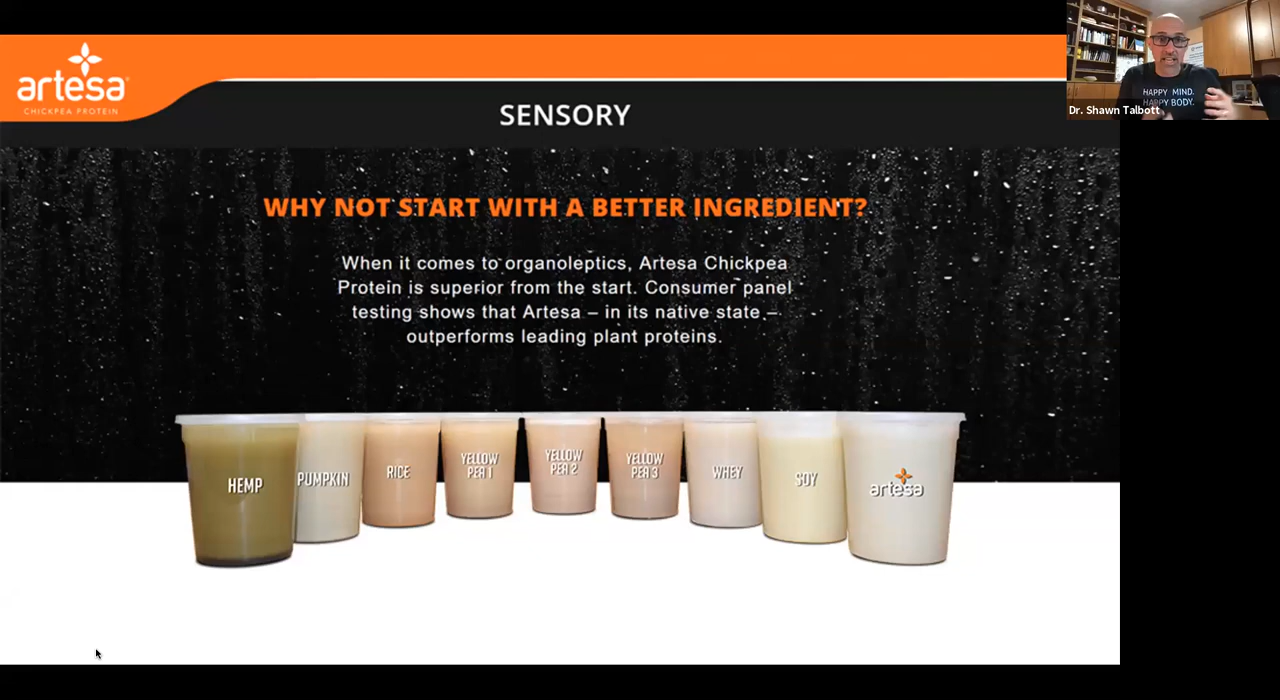 artesa
CHICKPEA PROTEIN
SENSORY
HAPPY MIND.
HAPPY BODY.
Dr. Shawn Talbott
WHY NOT START WITH A BETTER INGREDIENT?
When it comes to organoleptics, Artesa Chickpea
Protein is superior from the start. Consumer panel
testing shows that Artesa – in its native state –
outperforms leading plant proteins.
HEMP
PUMPKIN
RICE
YELLOW
PEA 1
YELLOW
PEA 2
YELLOW
PEA 3
WHEY
SOY
artesa